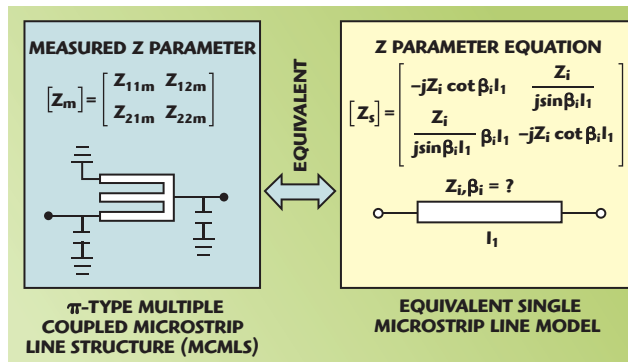 MEASURED Z PARAMETER
[Zm] = [Z11m Z12m
Z21m Z22m]
π-TYPE MULTIPLE
COUPLED MICROSTRIP
LINE STRUCTURE (MCMLS)
EQUIVALENT
Z PARAMETER EQUATION
[Zs] = [-jZi cot βil1 Zi/jsinβil1
Zi/jsinβil1 βil1 -jZi cot βil1]
Zi,βi = ?
l1
EQUIVALENT SINGLE
MICROSTRIP LINE MODEL